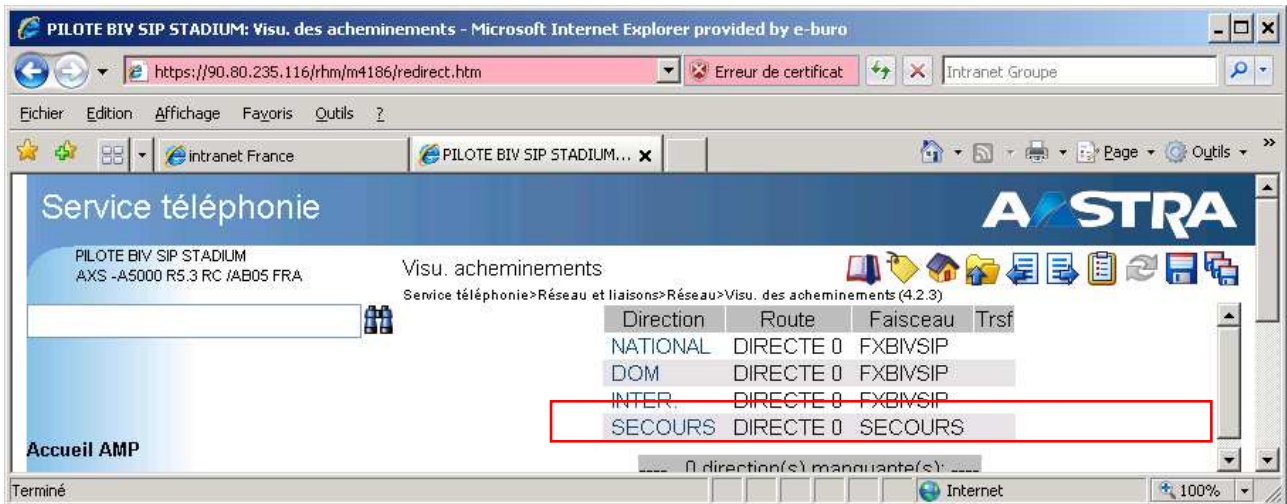 PILOTE BIV SIP STADIUM: Visu. des acheminements - Microsoft Internet Explorer provided by e-buro
https://90.80.235.116/rhm/m4186/redirect.htm Erreur de certificat Intranet Groupe
Fichier Edition Affichage Favoris Outils ?
intranet France PILOTE BIV SIP STADIUM... Page Outils
Service téléphonie AASTRA
PILOTE BIV SIP STADIUM
AXS -A5000 R5.3 RC /AB05 FRA
Visu. acheminements
Service téléphonie>Réseau et liaisons>Réseau>Visu. des acheminements (4.2.3)
Direction Route Faisceau Trsf
NATIONAL DIRECTE 0 FXBIVSIP
DOM DIRECTE 0 FXBIVSIP
INTER. DIRECTE 0 FXBIVSIP
SECOURS DIRECTE 0 SECOURS
Accueil AMP
---- 0 direction(s) manquante(s): ----
Terminé Internet 100%